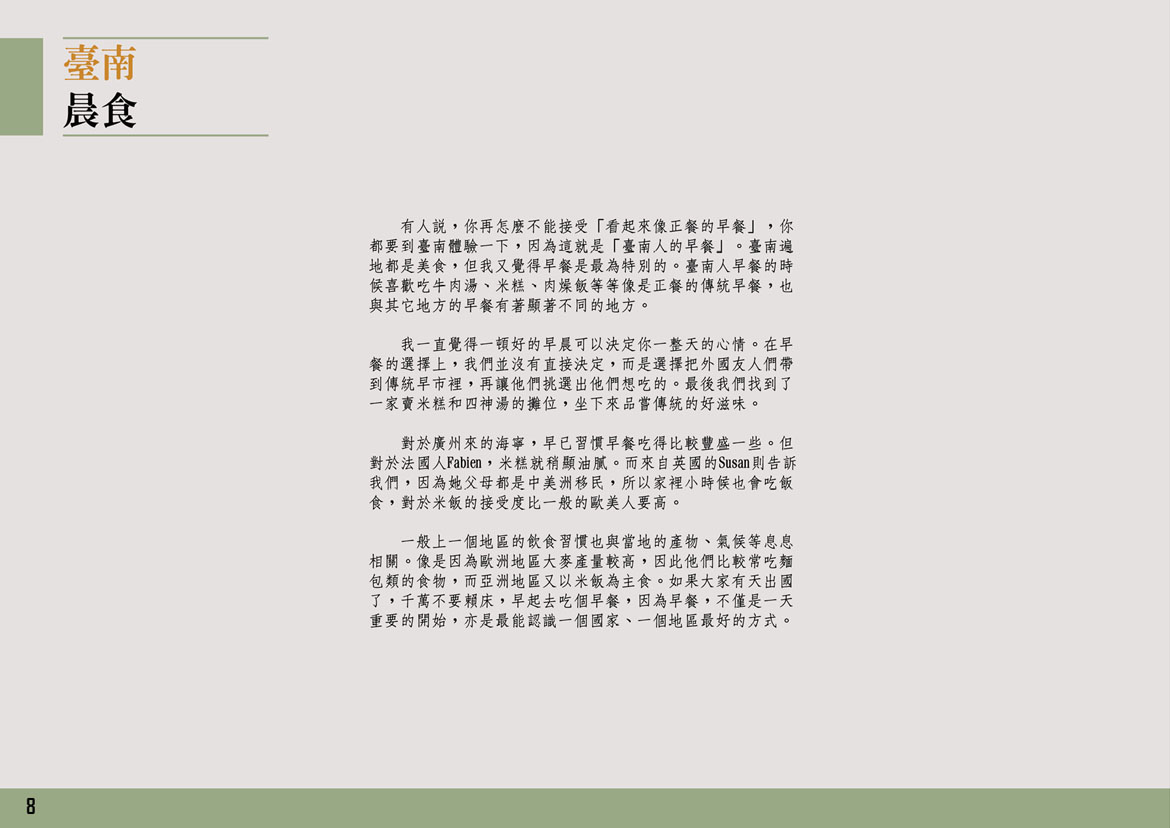 臺南
晨食
有人說，你再怎麼不能接受「看起來像正餐的早餐」，你
都要到臺南體驗一下，因為這就是「臺南人的早餐」。臺南遍
地都是美食，但我又覺得早餐是最為特別的。臺南人早餐的時
候喜歡吃牛肉湯、米糕、肉燥飯等等像是正餐的傳統早餐，也
與其它地方的早餐有著顯著不同的地方。
我一直覺得一頓好的早晨可以決定你一整天的心情。在早
餐的選擇上，我們並沒有直接決定，而是選擇把外國友人們帶
到傳統早市裡，再讓他們挑選出他們想吃的。最後我們找到了
一家賣米糕和四神湯的攤位，坐下來品嘗傳統的好滋味。
對於廣州來的海寧，早已習慣早餐吃得比較豐盛一些。但
對於法國人Fabien，米糕就稍顯油膩。而來自英國的Susan則告訴
我們，因為她父母都是中美洲移民，所以家裡小時候也會吃飯
食，對於米飯的接受度比一般的歐美人要高。
一般上一個地區的飲食習慣也與當地的產物、氣候等息息
相關。像是因為歐洲地區大麥產量較高，因此他們比較常吃麵
包類的食物，而亞洲地區又以米飯為主食。如果大家有天出國
了，千萬不要賴床，早起去吃個早餐，因為早餐，不僅是一天
重要的開始，亦是最能認識一個國家、一個地區最好的方式。
8